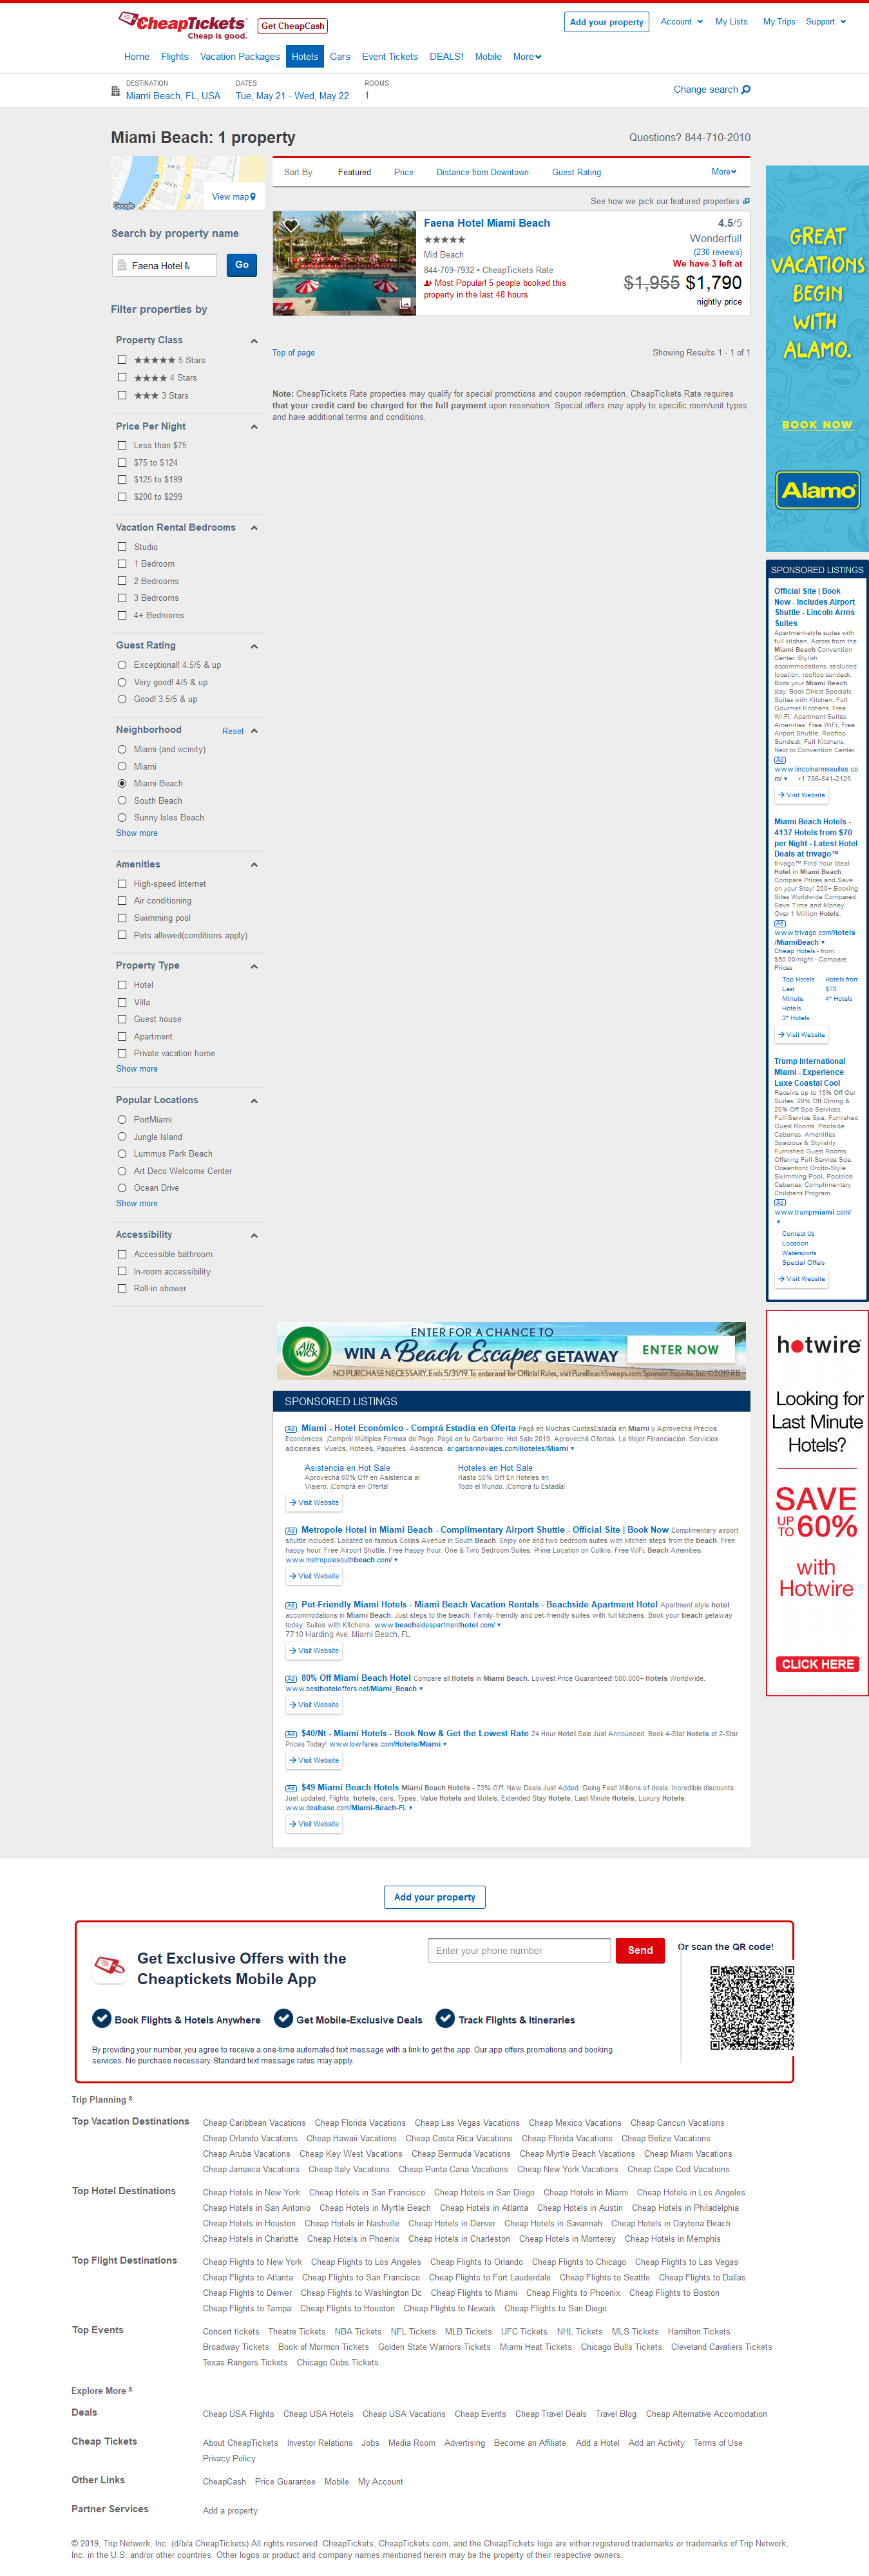 CheapTickets
Cheap is good.
Get CheapCash
Add your property
Account
My Lists
My Trips
Support
Home
Flights
Vacation Packages
Hotels
Cars
Event Tickets
DEALS!
Mobile
More
DESTINATION
Miami Beach, FL, USA
DATES
Tue, May 21 - Wed, May 22
ROOMS
1
Change search
Miami Beach: 1 property
Questions? 844-710-2010
Google
View map
Search by property name
Faena Hotel M
Go
Filter properties by
Property Class
5 Stars
4 Stars
3 Stars
Price Per Night
Less than $75
$75 to $124
$125 to $199
$200 to $299
Vacation Rental Bedrooms
Studio
1 Bedroom
2 Bedrooms
3 Bedrooms
4+ Bedrooms
Guest Rating
Exceptional! 4.5/5 & up
Very good! 4/5 & up
Good! 3.5/5 & up
Neighborhood
Reset
Miami (and vicinity)
Miami
Miami Beach
South Beach
Sunny Isles Beach
Show more
Amenities
High-speed Internet
Air conditioning
Swimming pool
Pets allowed(conditions apply)
Property Type
Hotel
Villa
Guest house
Apartment
Private vacation home
Show more
Popular Locations
PortMiami
Jungle Island
Lummus Park Beach
Art Deco Welcome Center
Ocean Drive
Show more
Accessibility
Accessible bathroom
In-room accessibility
Roll-in shower
Sort By:
Featured
Price
Distance from Downtown
Guest Rating
More
See how we pick our featured properties
Faena Hotel Miami Beach
Mid Beach
844-709-7932 • CheapTickets Rate
Most Popular! 5 people booked this
property in the last 48 hours
4.5/5
Wonderful!
(230 reviews)
We have 3 left at
$1,955 $1,790
nightly price
Top of page
Showing Results 1 - 1 of 1
Note: CheapTickets Rate properties may qualify for special promotions and coupon redemption. CheapTickets Rate requires
that your credit card be charged for the full payment upon reservation. Special offers may apply to specific room/unit types
and have additional terms and conditions.
GREAT
VACATIONS
BEGIN
WITH
ALAMO.
BOOK NOW
Alamo
SPONSORED LISTINGS
Official Site | Book
Now - Includes Airport
Shuttle - Lincoln Arms
Suites
Apartment-style suites with
full kitchen. Across from the
Miami Beach Convention
Center. Stylish
accommodations, secluded
location, rooftop sundeck.
Book your Miami Beach
stay. Book Direct Specials.
Suites with Kitchen. Full
Gourmet Kitchens. Free
Wi-Fi. Apartment Suites.
Amenities: Free WiFi, Free
Airport Shuttle, Rooftop
Sundeck, Full Kitchens,
Next to Convention Center.
Ad
www.lincolnarmssuites.co
m/ +1 786-541-2125
Visit Website
Miami Beach Hotels -
4137 Hotels from $70
per Night - Latest Hotel
Deals at trivago™
trivago™ Find Your Ideal
Hotel in Miami Beach.
Compare Prices and Save
on your Stay! 200+ Booking
Sites Worldwide Compared.
Save Time and Money.
Over 1 Million Hotels.
Ad
www.trivago.com/Hotels
/MiamiBeach
Cheap Hotels - from
$50.00/night - Compare
Prices
Top Hotels
Last
Minute
Hotels
3* Hotels
Hotels from
$70
4* Hotels
Visit Website
Trump International
Miami - Experience
Luxe Coastal Cool
Receive up to 15% Off Our
Suites, 20% Off Dining &
20% Off Spa Services.
Full-Service Spa. Furnished
Guest Rooms. Poolside
Cabanas. Amenities:
Spacious & Stylishly
Furnished Guest Rooms,
Offering Full-Service Spa,
Oceanfront Grotto-Style
Swimming Pool, Poolside
Cabanas, Complimentary
Childrens Program.
Ad
www.trumpmiami.com/
Contact Us
Location
Watersports
Special Offers
Visit Website
hotwire
Looking for
Last Minute
Hotels?
SAVE
UP TO 60%
with
Hotwire
CLICK HERE
AIR WICK
ENTER FOR A CHANCE TO
WIN A Beach Escapes GETAWAY
ENTER NOW
NO PURCHASE NECESSARY. Ends 5/31/19. To enter and for Official Rules, visit PureBeachSweeps.com. Sponsor: Expedia, Inc. ©2019 RB
SPONSORED LISTINGS
Ad Miami - Hotel Económico - Comprá Estadía en Oferta Pagá en Muchas CuotasEstadía en Miami y Aprovecha Precios
Económicos. ¡Comprá! Múltiples Formas de Pago. Pagá en tu Garbarino. Hot Sale 2019. Aprovechá Ofertas. La Mejor Financiación. Servicios
adicionales: Vuelos, Hoteles, Paquetes, Asistencia. ar.garbarinoviajes.com/Hoteles/Miami
Asistencia en Hot Sale
Aprovechá 60% Off en Asistencia al
Viajero. ¡Comprá en Oferta!
Hoteles en Hot Sale
Hasta 55% Off En Hoteles en
Todo el Mundo. ¡Comprá tu Estadía!
Visit Website
Ad Metropole Hotel in Miami Beach - Complimentary Airport Shuttle - Official Site | Book Now Complimentary airport
shuttle included. Located on famous Collins Avenue in South Beach. Enjoy one and two bedroom suites with kitchen steps from the beach. Free
happy hour. Free Airport Shuttle. Free Happy Hour. One & Two Bedroom Suites. Prime Location on Collins. Free WiFi. Beach Amenities.
www.metropolesouthbeach.com/
Visit Website
Ad Pet-Friendly Miami Hotels - Miami Beach Vacation Rentals - Beachside Apartment Hotel Apartment style hotel
accommodations in Miami Beach. Just steps to the beach. Family-friendly and pet-friendly suites with full kitchens. Book your beach getaway
today. Suites with Kitchens. www.beachsideapartmenthotel.com/
7710 Harding Ave, Miami Beach, FL
Visit Website
Ad 80% Off Miami Beach Hotel Compare all Hotels in Miami Beach. Lowest Price Guaranteed! 500.000+ Hotels Worldwide.
www.besthoteloffers.net/Miami_Beach
Visit Website
Ad $40/Nt - Miami Hotels - Book Now & Get the Lowest Rate 24 Hour Hotel Sale Just Announced. Book 4-Star Hotels at 2-Star
Prices Today! www.lowfares.com/Hotels/Miami
Visit Website
Ad $49 Miami Beach Hotels Miami Beach Hotels - 73% Off. New Deals Just Added. Going Fast! Millions of deals. Incredible discounts.
Just updated. Flights, hotels, cars. Types: Value Hotels and Motels, Extended Stay Hotels, Last Minute Hotels, Luxury Hotels.
www.dealbase.com/Miami-Beach-FL
Visit Website
Add your property
Get Exclusive Offers with the
Cheaptickets Mobile App
Enter your phone number
Send
Or scan the QR code!
Book Flights & Hotels Anywhere
Get Mobile-Exclusive Deals
Track Flights & Itineraries
By providing your number, you agree to receive a one-time automated text message with a link to get the app. Our app offers promotions and booking
services. No purchase necessary. Standard text message rates may apply.
Trip Planning
Top Vacation Destinations
Cheap Caribbean Vacations Cheap Florida Vacations Cheap Las Vegas Vacations Cheap Mexico Vacations Cheap Cancun Vacations
Cheap Orlando Vacations Cheap Hawaii Vacations Cheap Costa Rica Vacations Cheap Florida Vacations Cheap Belize Vacations
Cheap Aruba Vacations Cheap Key West Vacations Cheap Bermuda Vacations Cheap Myrtle Beach Vacations Cheap Miami Vacations
Cheap Jamaica Vacations Cheap Italy Vacations Cheap Punta Cana Vacations Cheap New York Vacations Cheap Cape Cod Vacations
Top Hotel Destinations
Cheap Hotels in New York Cheap Hotels in San Francisco Cheap Hotels in San Diego Cheap Hotels in Miami Cheap Hotels in Los Angeles
Cheap Hotels in San Antonio Cheap Hotels in Myrtle Beach Cheap Hotels in Atlanta Cheap Hotels in Austin Cheap Hotels in Philadelphia
Cheap Hotels in Houston Cheap Hotels in Nashville Cheap Hotels in Denver Cheap Hotels in Savannah Cheap Hotels in Daytona Beach
Cheap Hotels in Charlotte Cheap Hotels in Phoenix Cheap Hotels in Charleston Cheap Hotels in Monterey Cheap Hotels in Memphis
Top Flight Destinations
Cheap Flights to New York Cheap Flights to Los Angeles Cheap Flights to Orlando Cheap Flights to Chicago Cheap Flights to Las Vegas
Cheap Flights to Atlanta Cheap Flights to San Francisco Cheap Flights to Fort Lauderdale Cheap Flights to Seattle Cheap Flights to Dallas
Cheap Flights to Denver Cheap Flights to Washington Dc Cheap Flights to Miami Cheap Flights to Phoenix Cheap Flights to Boston
Cheap Flights to Tampa Cheap Flights to Houston Cheap Flights to Newark Cheap Flights to San Diego
Top Events
Concert tickets Theatre Tickets NBA Tickets NFL Tickets MLB Tickets UFC Tickets NHL Tickets MLS Tickets Hamilton Tickets
Broadway Tickets Book of Mormon Tickets Golden State Warriors Tickets Miami Heat Tickets Chicago Bulls Tickets Cleveland Cavaliers Tickets
Texas Rangers Tickets Chicago Cubs Tickets
Explore More
Deals
Cheap USA Flights Cheap USA Hotels Cheap USA Vacations Cheap Events Cheap Travel Deals Travel Blog Cheap Alternative Accomodation
Cheap Tickets
About CheapTickets Investor Relations Jobs Media Room Advertising Become an Affiliate Add a Hotel Add an Activity Terms of Use
Privacy Policy
Other Links
CheapCash Price Guarantee Mobile My Account
Partner Services
Add a property
© 2019, Trip Network, Inc. (d/b/a CheapTickets) All rights reserved. CheapTickets, CheapTickets.com, and the CheapTickets logo are either registered trademarks or trademarks of Trip Network,
Inc. in the U.S. and/or other countries. Other logos or product and company names mentioned herein may be the property of their respective owners.